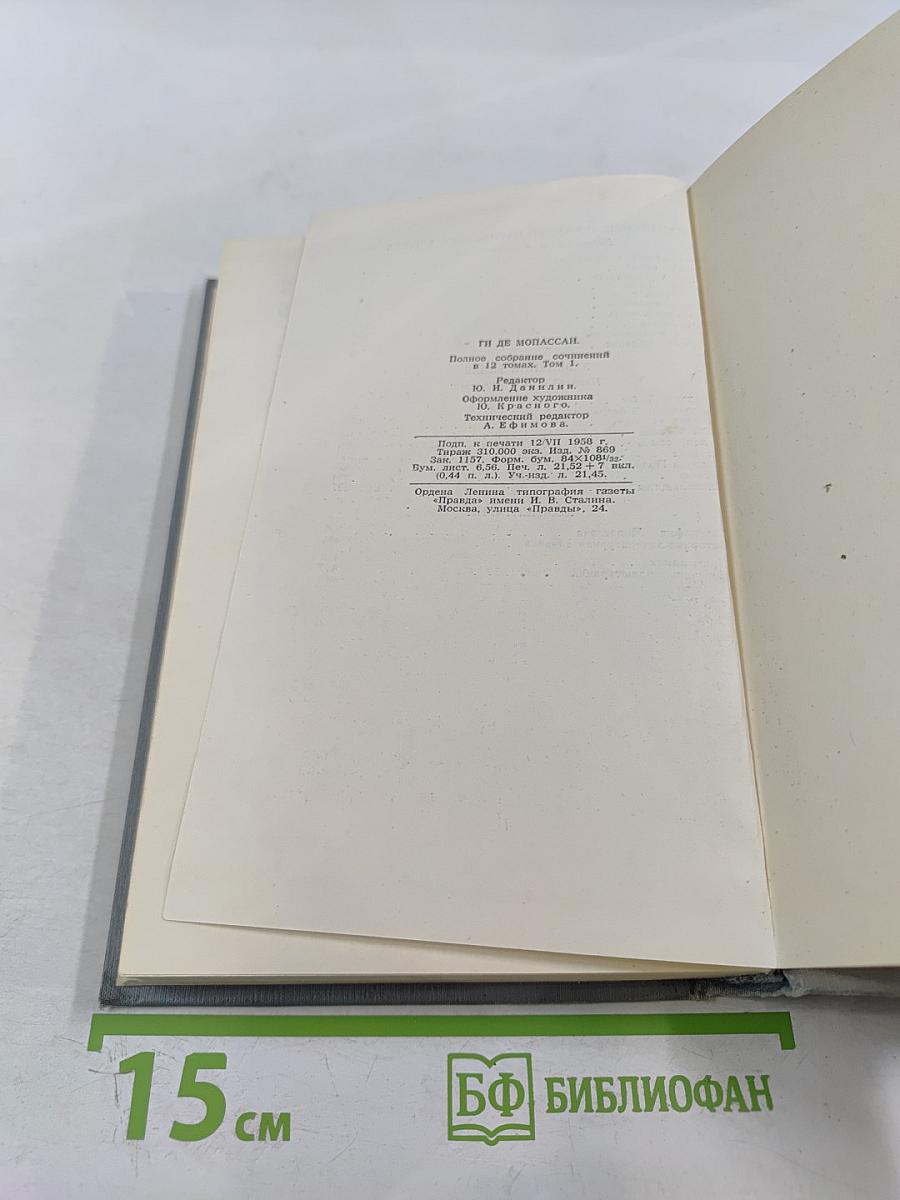 ГИ ДЕ МОПАССАН.
Полное собрание сочинений
в 12 томах. Том 1.
Редактор
Ю. И. Данилин.
Оформление художника
Ю. Красного.
Технический редактор
А. Ефимова.
Подп. к печати 12/VII 1958 г.
Тираж 310.000 экз. Изд. № 869
Зак. 1157. Форм. бум. 84×108¹/₃₂.
Бум. лист. 6,56. Печ. л. 21,52 + 7 вкл.
(0,44 п. л.). Уч.-изд. л. 21,45.
Ордена Ленина типография газеты
«Правда» имени И. В. Сталина.
Москва, улица «Правды», 24.
15 см
БФ БИБЛИОФАН